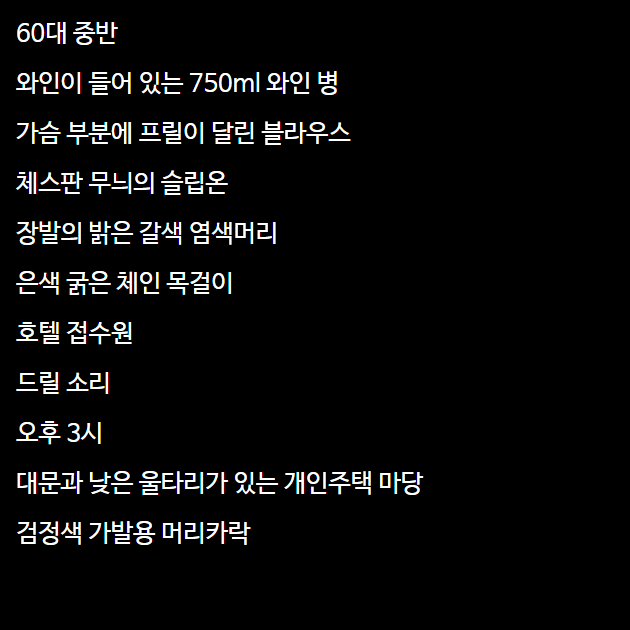 60대 중반
와인이 들어 있는 750ml 와인 병
가슴 부분에 프릴이 달린 블라우스
체스판 무늬의 슬립온
장발의 밝은 갈색 염색머리
은색 굵은 체인 목걸이
호텔 접수원
드릴 소리
오후 3시
대문과 낮은 울타리가 있는 개인주택 마당
검정색 가발용 머리카락